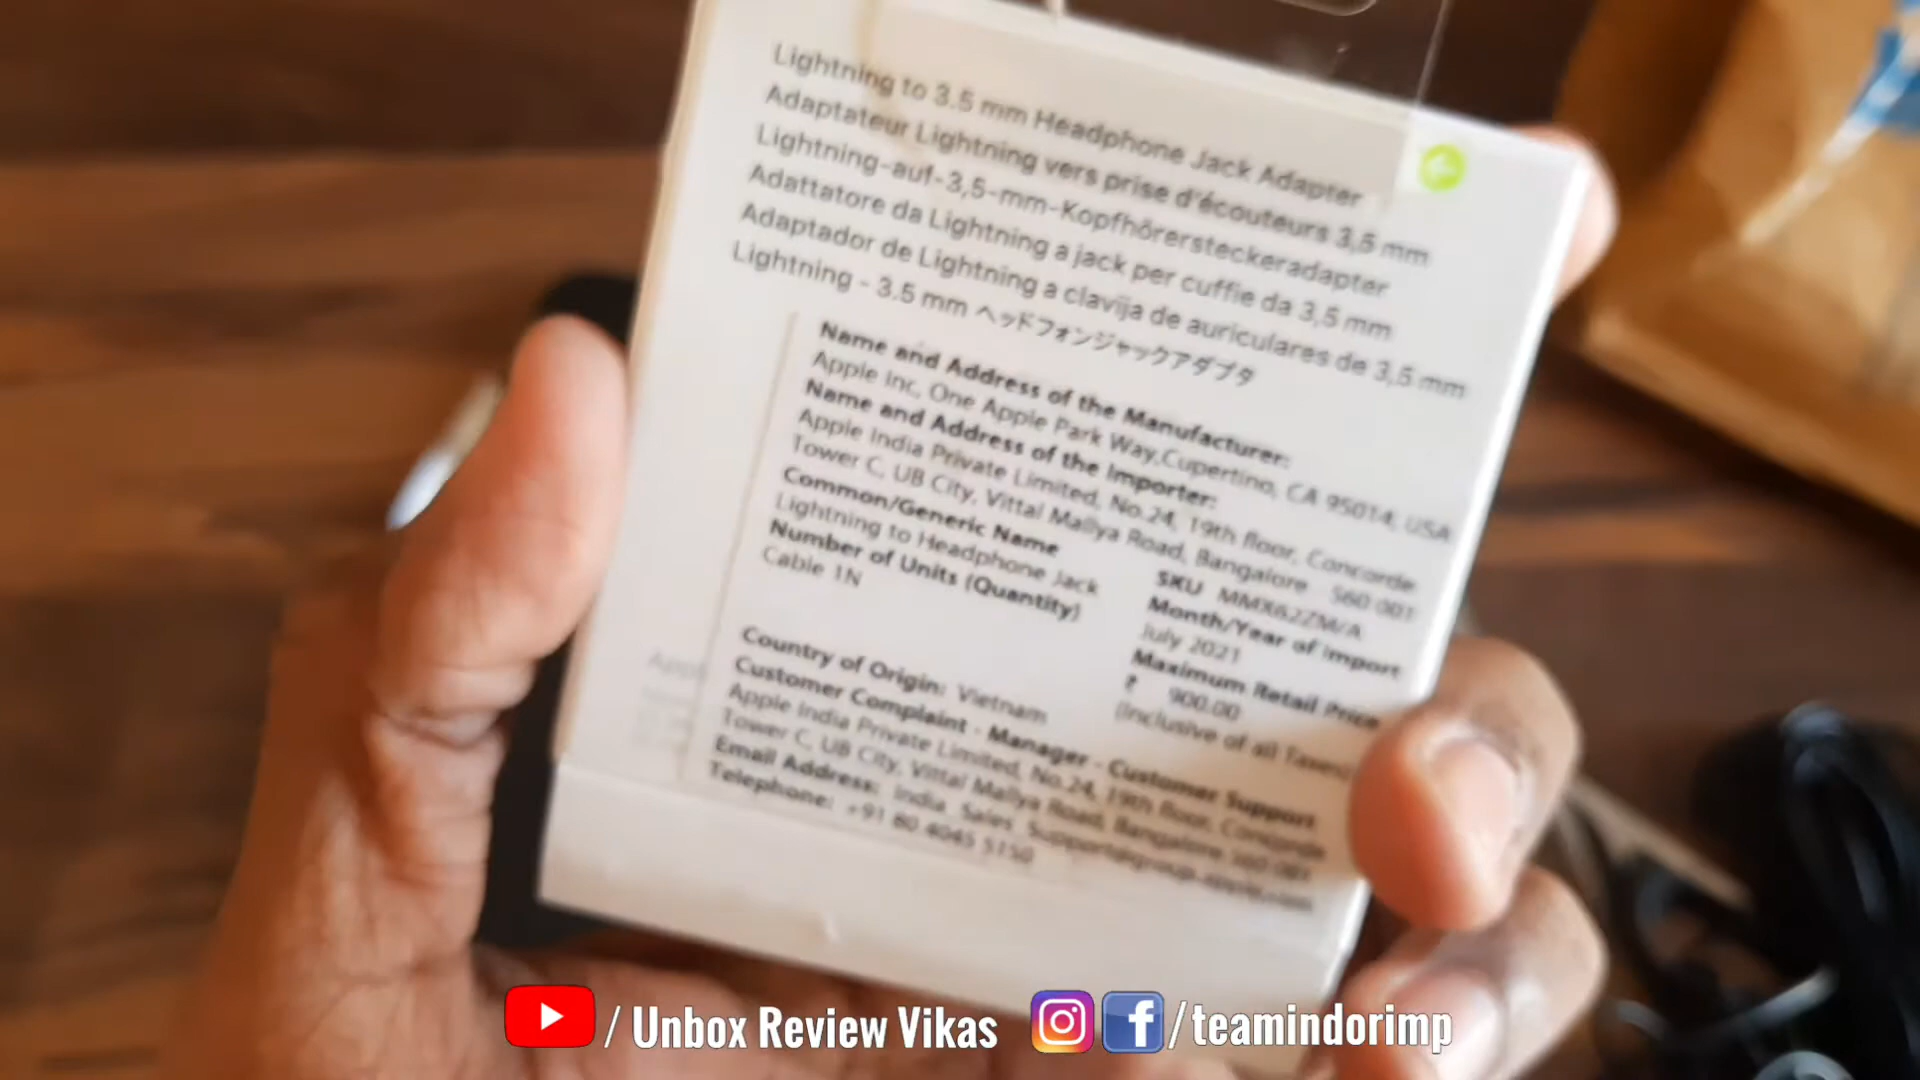 Lightning to 3.5 mm Headphone Jack Adapter
Adaptateur Lightning vers prise d'écouteurs 3,5 mm
Lightning-auf-3,5-mm-Kopfhörersteckeradapter
Adattatore da Lightning a jack per cuffie da 3,5 mm
Adaptador de Lightning a clavija de auriculares de 3,5 mm
Lightning - 3.5 mm ヘッドフォンジャックアダプタ
Name and Address of the Manufacturer:
Apple Inc, One Apple Park Way,Cupertino, CA 95014, USA
Name and Address of the Importer:
Apple India Private Limited, No.24, 19th floor, Concorde
Tower C, UB City, Vittal Mallya Road, Bangalore 560 001
Common/Generic Name
Lightning to Headphone Jack
Number of Units (Quantity)
Cable 1N
SKU MMX62ZM/A
Month/Year of Import
July 2021
Maximum Retail Price
₹ 900.00
(Inclusive of all Taxes)
Country of Origin: Vietnam
Customer Complaint - Manager - Customer Support
Apple India Private Limited, No.24, 19th floor, Concorde
Tower C, UB City, Vittal Mallya Road, Bangalore 560 001
Email Address: India_Sales_Support@group.apple.com
Telephone: +91 80 4045 5150
/ Unbox Review Vikas
f /teamindorimp